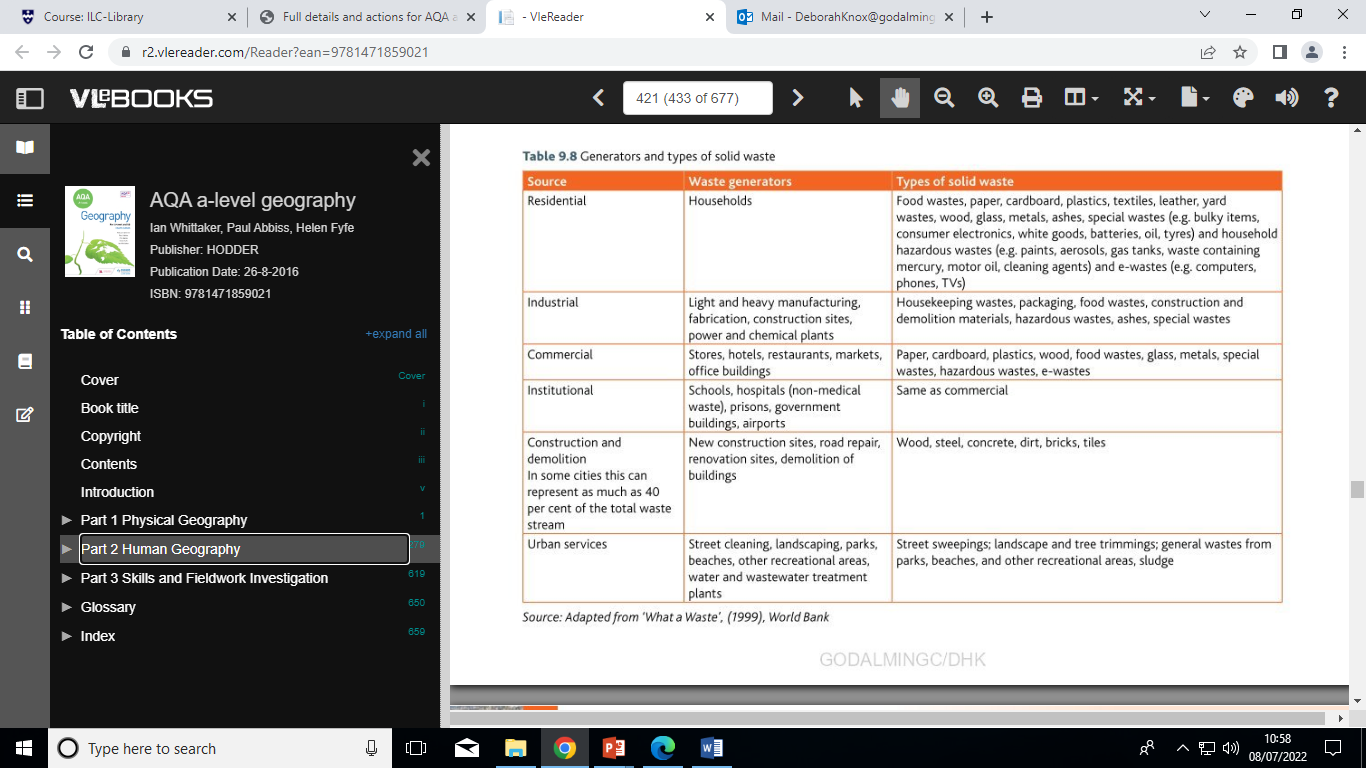 Course: ILC-Library
Full details and actions for AQA a
- VleReader
Mail - DeborahKnox@godalming
r2.vlereader.com/Reader?ean=9781471859021
VLeBOOKS
421 (433 of 677)
AQA a-level geography
Ian Whittaker, Paul Abbiss, Helen Fyfe
Publisher: HODDER
Publication Date: 26-8-2016
ISBN: 9781471859021
AQA
Geography
Table of Contents
+expand all
Cover Cover
Book title i
Copyright ii
Contents iii
Introduction v
Part 1 Physical Geography 1
Part 2 Human Geography
Part 3 Skills and Fieldwork Investigation 619
Glossary 650
Index 659
Table 9.8 Generators and types of solid waste
Source Waste generators Types of solid waste
Residential
Households
Food wastes, paper, cardboard, plastics, textiles, leather, yard
wastes, wood, glass, metals, ashes, special wastes (e.g. bulky items,
consumer electronics, white goods, batteries, oil, tyres) and household
hazardous wastes (e.g. paints, aerosols, gas tanks, waste containing
mercury, motor oil, cleaning agents) and e-wastes (e.g. computers,
phones, TVs)
Industrial
Light and heavy manufacturing,
fabrication, construction sites,
power and chemical plants
Housekeeping wastes, packaging, food wastes, construction and
demolition materials, hazardous wastes, ashes, special wastes
Commercial
Stores, hotels, restaurants, markets,
office buildings
Paper, cardboard, plastics, wood, food wastes, glass, metals, special
wastes, hazardous wastes, e-wastes
Institutional
Schools, hospitals (non-medical
waste), prisons, government
buildings, airports
Same as commercial
Construction and
demolition
In some cities this can
represent as much as 40
per cent of the total waste
stream
New construction sites, road repair,
renovation sites, demolition of
buildings
Wood, steel, concrete, dirt, bricks, tiles
Urban services
Street cleaning, landscaping, parks,
beaches, other recreational areas,
water and wastewater treatment
plants
Street sweepings; landscape and tree trimmings; general wastes from
parks, beaches, and other recreational areas, sludge
Source: Adapted from 'What a Waste', (1999), World Bank
GODALMINGC/DHK
Type here to search
10:58
08/07/2022